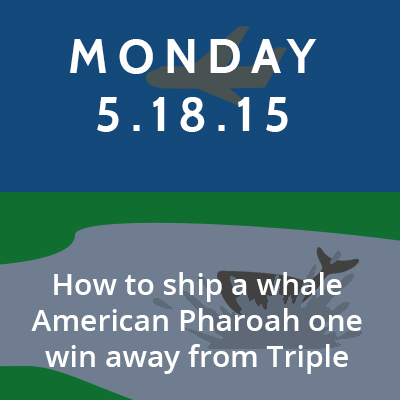 MONDAY
5.18.15
How to ship a whale
American Pharoah one
win away from Triple